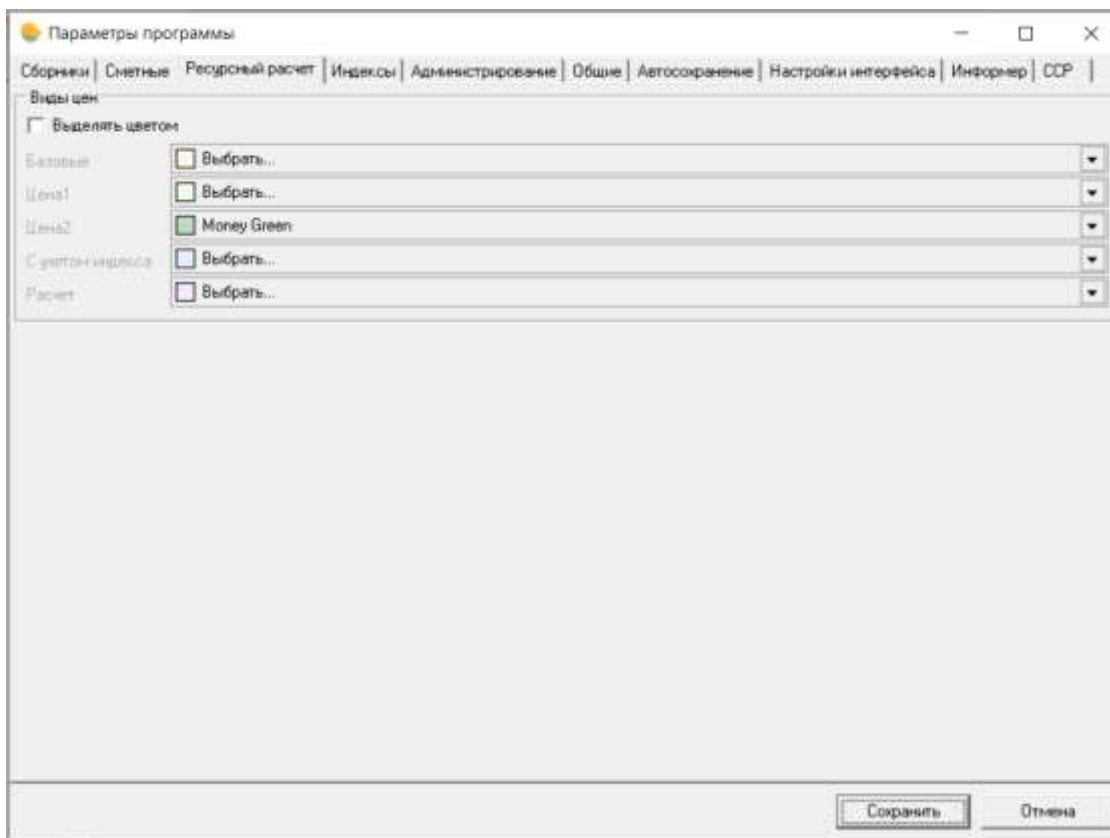 Параметры программы
Сборники | Сметные Ресурсный расчет | Индексы | Администрирование | Общие | Автосохранение | Настройки интерфейса | Информер | ССР |
Виды цен
Выделять цветом
Базовые Выбрать...
Цена1 Выбрать...
Цена2 Money Green
С учетом индекса Выбрать...
Расчет Выбрать...
Сохранить Отмена